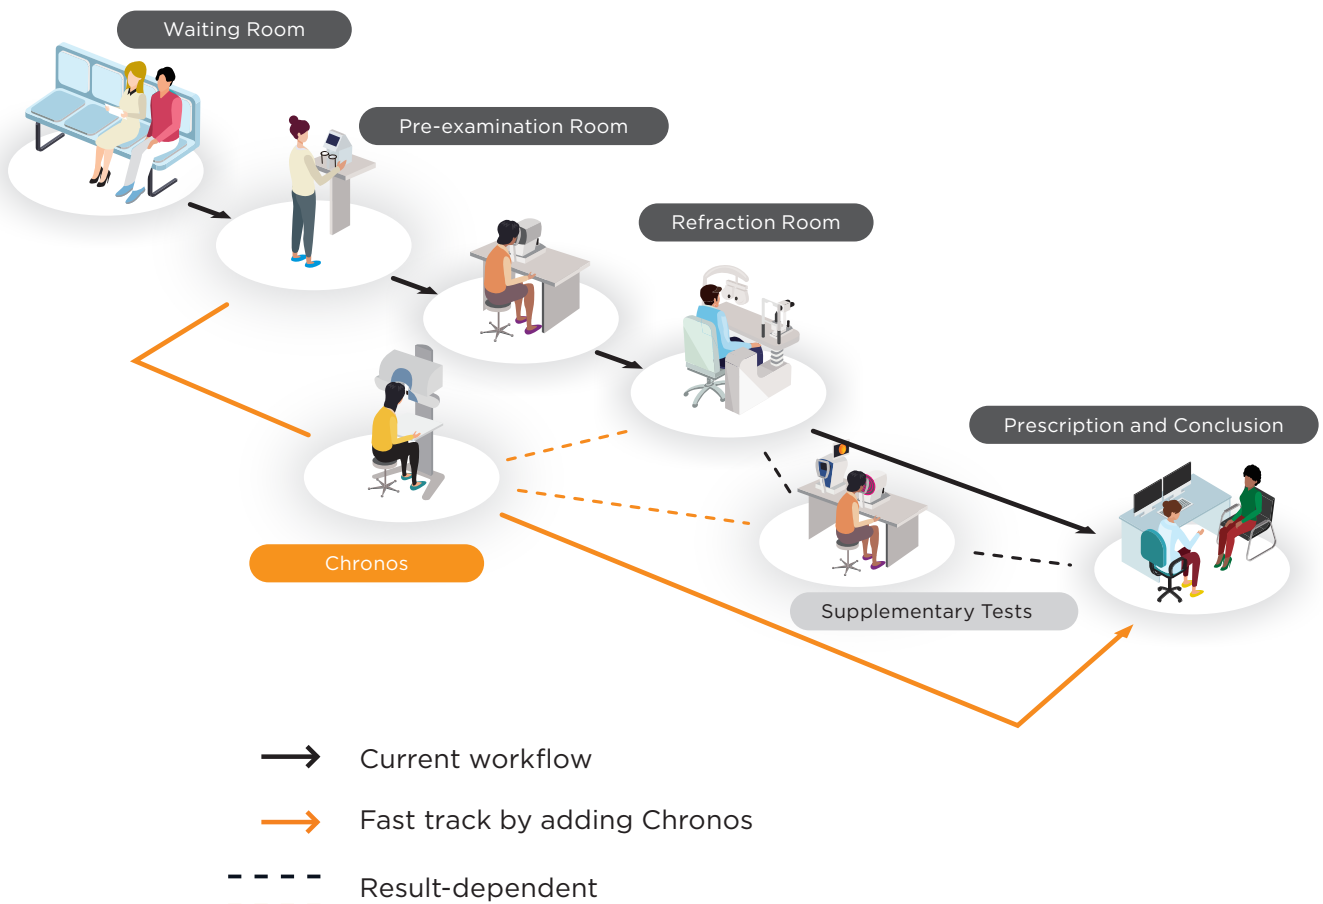 Waiting Room
Pre-examination Room
Refraction Room
Prescription and Conclusion
Chronos
Supplementary Tests
Current workflow
Fast track by adding Chronos
Result-dependent